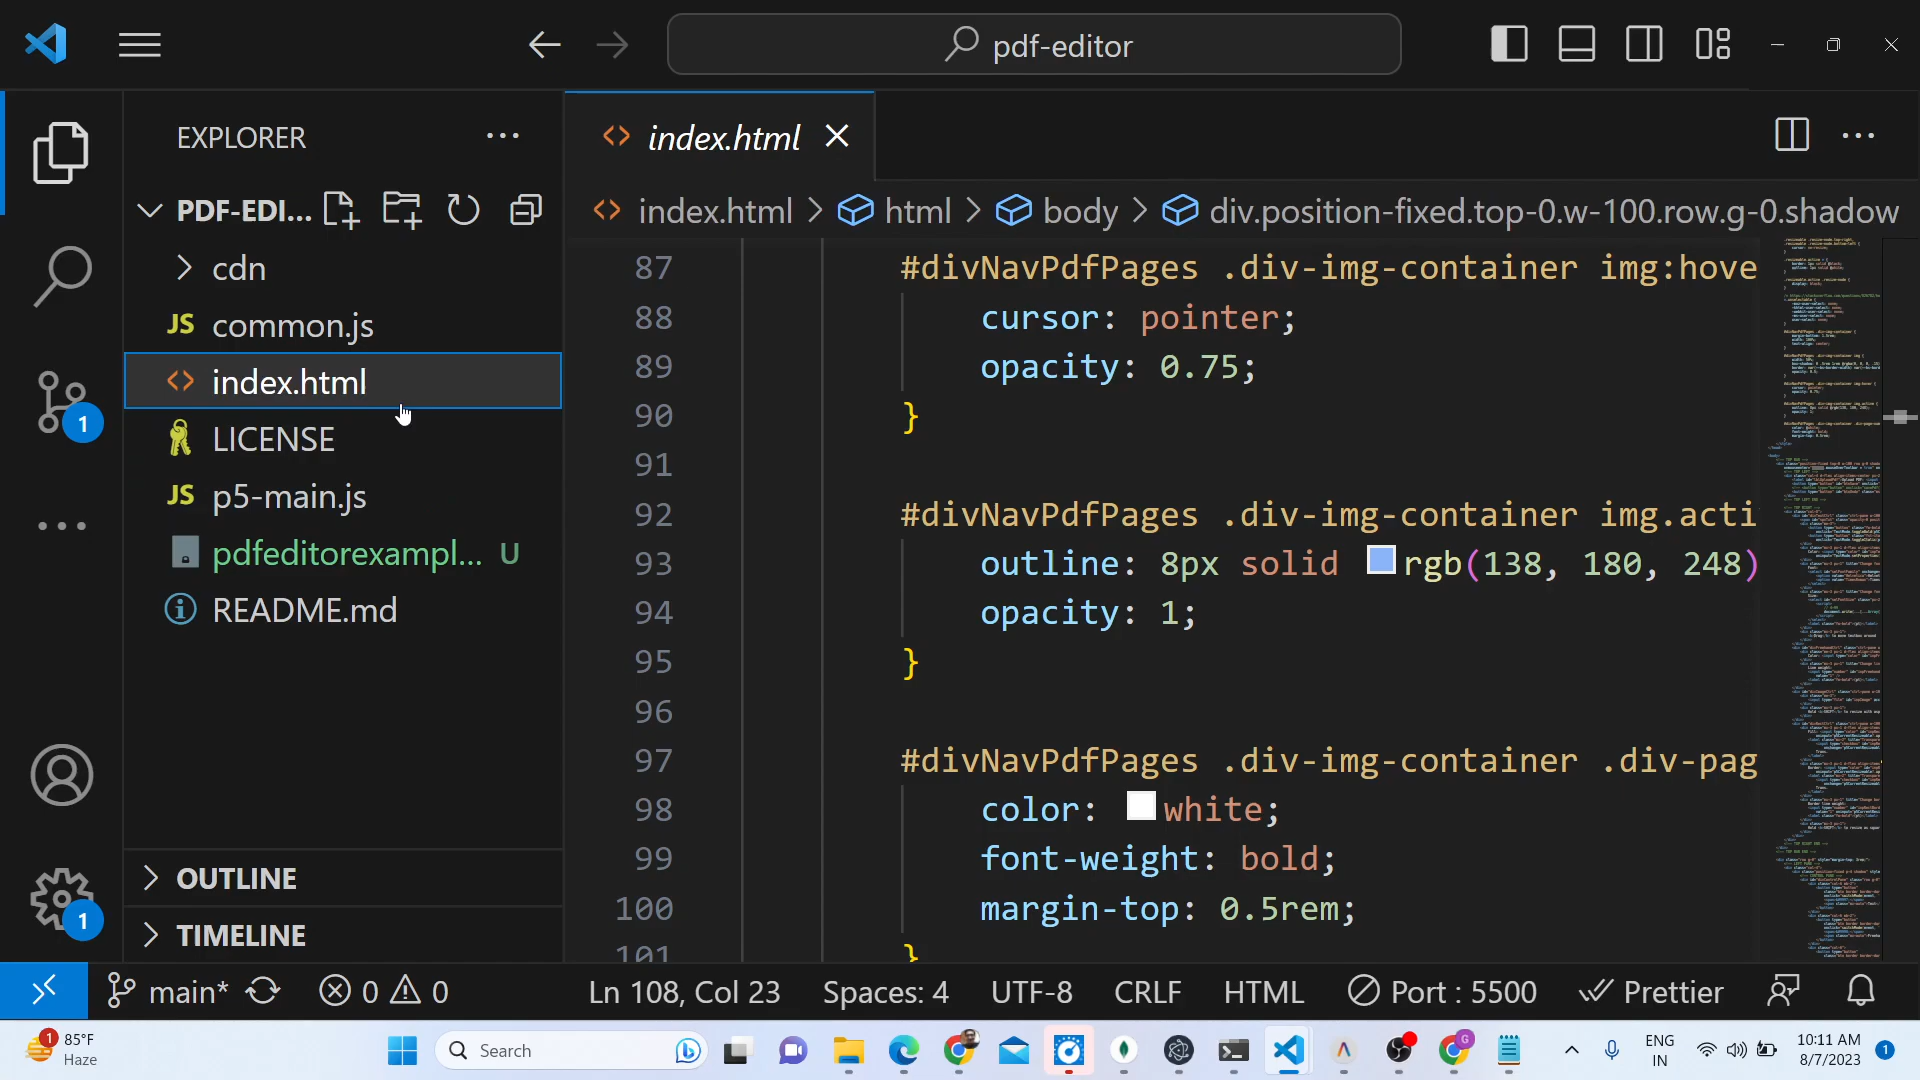 pdf-editor
EXPLORER
index.html
PDF-EDI...
index.html > html > body > div.position-fixed.top-0.w-100.row.g-0.shadow
cdn
JS common.js
index.html
LICENSE
JS p5-main.js
pdfeditorexampl... U
README.md
1
1
OUTLINE
TIMELINE
87 #divNavPdfPages .div-img-container img:hove
88 cursor: pointer;
89 opacity: 0.75;
90 }
91
92 #divNavPdfPages .div-img-container img.acti
93 outline: 8px solid rgb(138, 180, 248)
94 opacity: 1;
95 }
96
97 #divNavPdfPages .div-img-container .div-pag
98 color: white;
99 font-weight: bold;
100 margin-top: 0.5rem;
101 }
main* 0 0 Ln 108, Col 23 Spaces: 4 UTF-8 CRLF HTML Port : 5500 Prettier
1 85°F
Haze
Search
G
ENG
IN
10:11 AM
8/7/2023
1